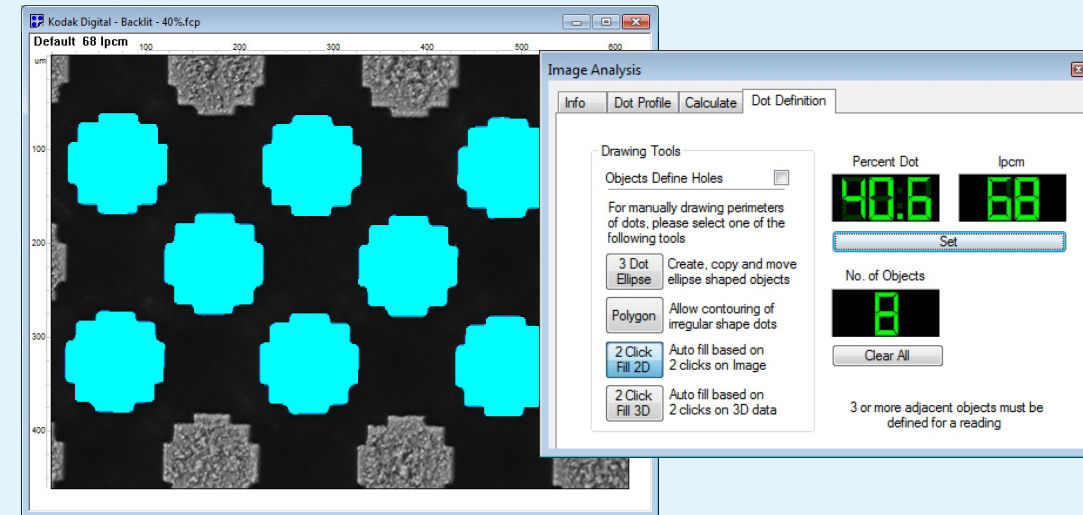 Kodak Digital - Backlit - 40%.fcp
Default 68 lpcm
100 200 300 400 500 600
um
100
200
300
400
Image Analysis
Info Dot Profile Calculate Dot Definition
Drawing Tools
Objects Define Holes
For manually drawing perimeters
of dots, please select one of the
following tools
3 Dot
Ellipse
Create, copy and move
ellipse shaped objects
Polygon
Allow contouring of
irregular shape dots
2 Click
Fill 2D
Auto fill based on
2 clicks on Image
2 Click
Fill 3D
Auto fill based on
2 clicks on 3D data
Percent Dot
40.6
lpcm
68
Set
No. of Objects
8
Clear All
3 or more adjacent objects must be
defined for a reading